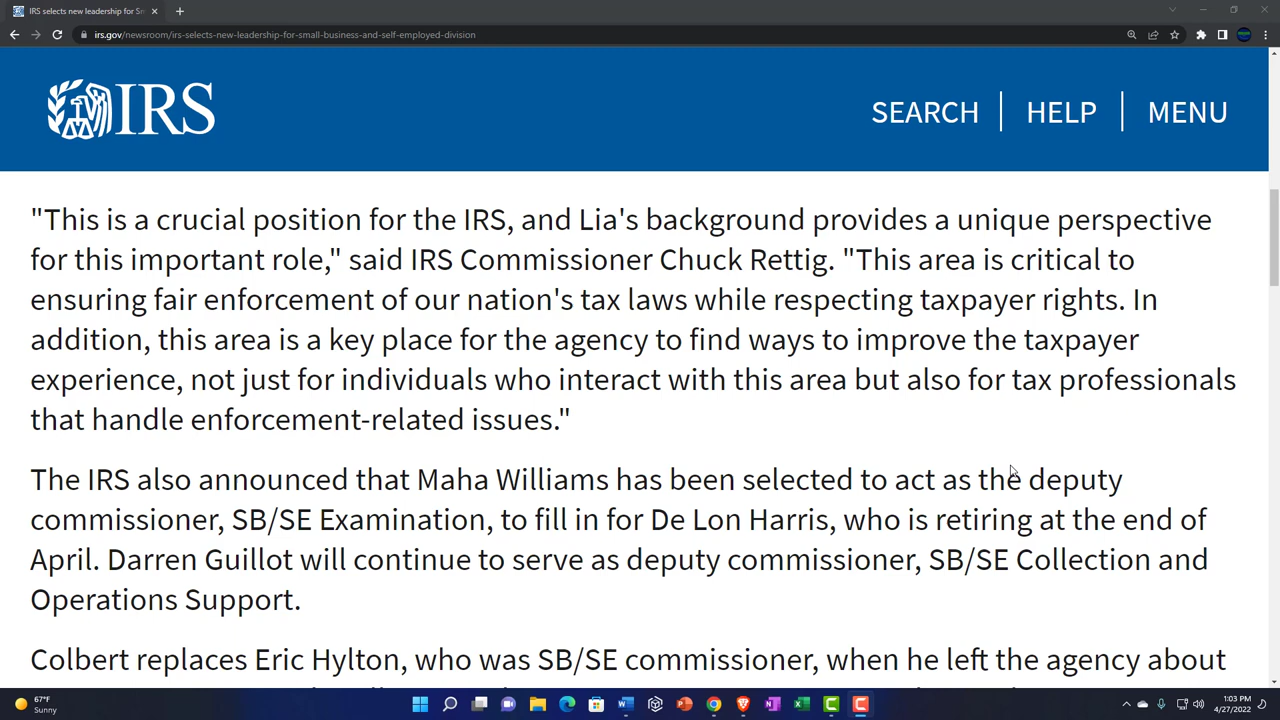 IRS selects new leadership for Sm
irs.gov/newsroom/irs-selects-new-leadership-for-small-business-and-self-employed-division
IRS
SEARCH
HELP
MENU
"This is a crucial position for the IRS, and Lia's background provides a unique perspective
for this important role," said IRS Commissioner Chuck Rettig. "This area is critical to
ensuring fair enforcement of our nation's tax laws while respecting taxpayer rights. In
addition, this area is a key place for the agency to find ways to improve the taxpayer
experience, not just for individuals who interact with this area but also for tax professionals
that handle enforcement-related issues."
The IRS also announced that Maha Williams has been selected to act as the deputy
commissioner, SB/SE Examination, to fill in for De Lon Harris, who is retiring at the end of
April. Darren Guillot will continue to serve as deputy commissioner, SB/SE Collection and
Operations Support.
Colbert replaces Eric Hylton, who was SB/SE commissioner, when he left the agency about
67°F
Sunny
1:03 PM
4/27/2022